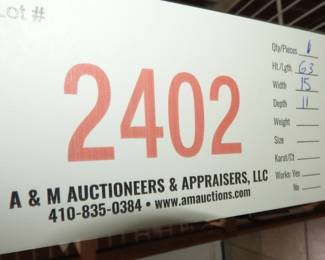 Lot #
2402
Qty/Pieces 1
Ht./Lgth 63
Width 15
Depth 11
Weight
Size
Karat/Ct
Works: Yes
No
A & M AUCTIONEERS & APPRAISERS, LLC
410-835-0384 • www.amauctions.com